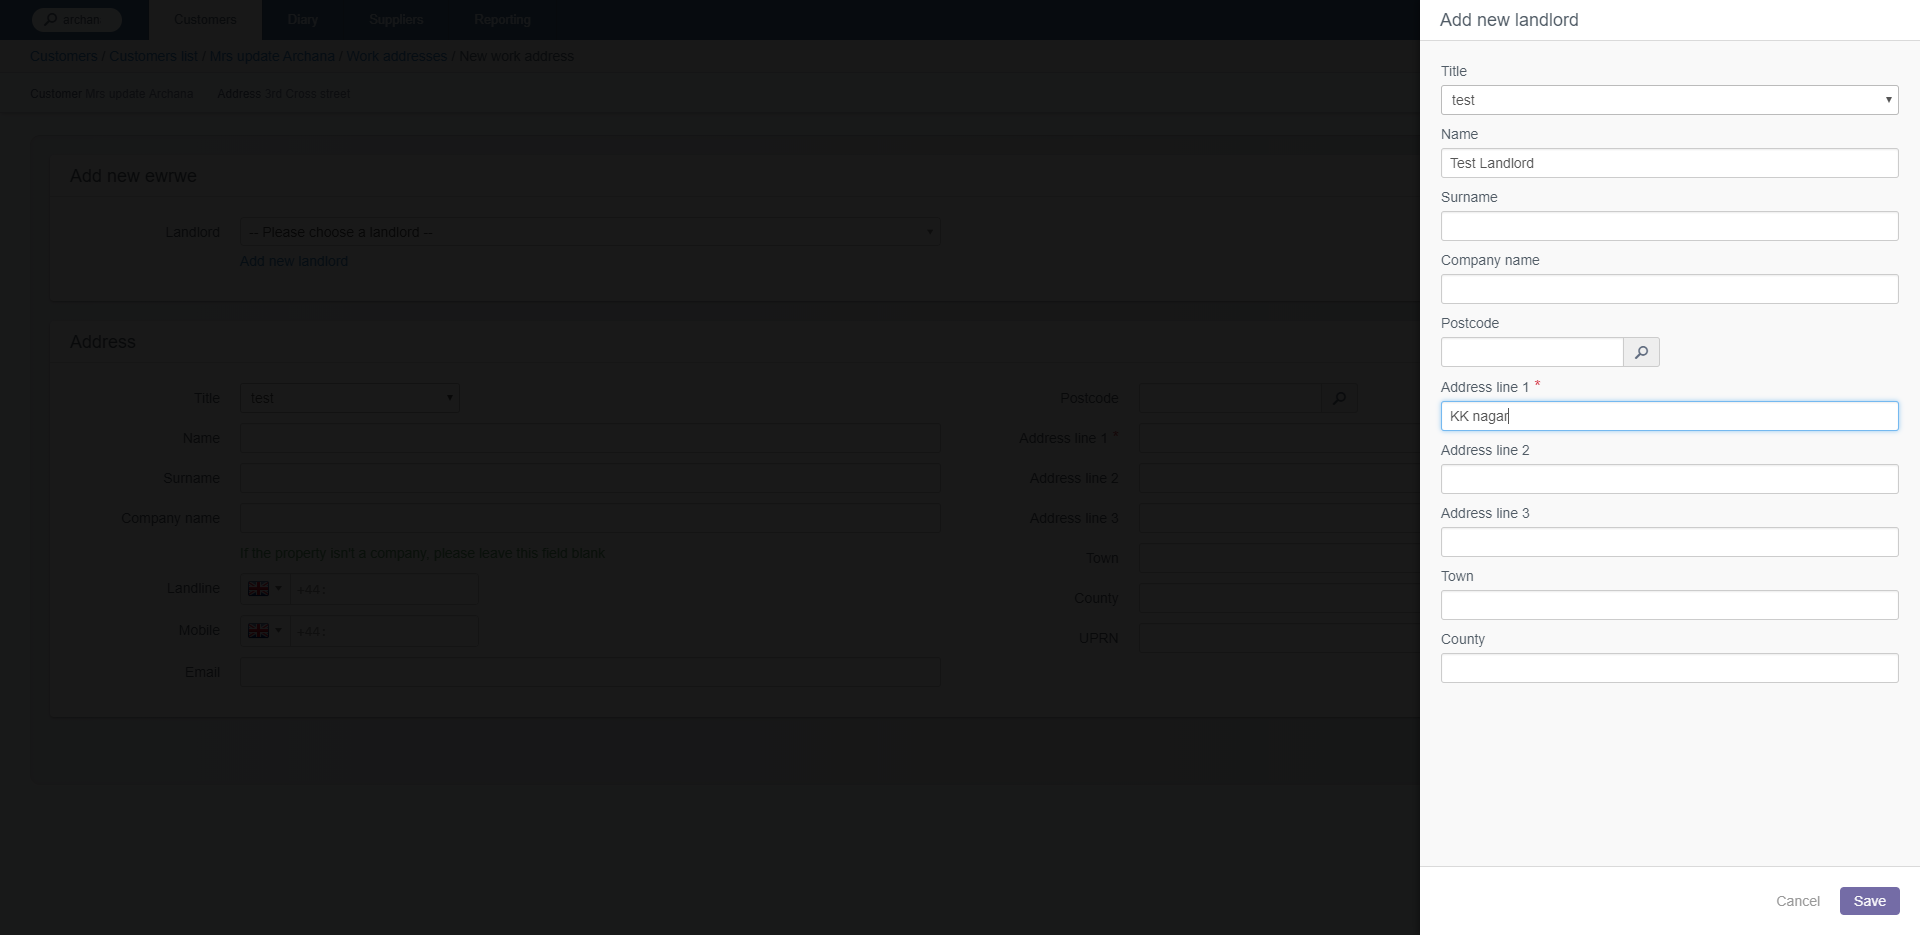 archan
Customers
Diary
Suppliers
Reporting
Customers / Customers list / Mrs update Archana / Work addresses / New work address
Customer Mrs update Archana
Address 3rd Cross street
Add new ewrwe
Landlord
-- Please choose a landlord --
Add new landlord
Address
Title
test
Name
Surname
Company name
If the property isn't a company, please leave this field blank
Landline
+44
Mobile
+44
Email
Postcode
Address line 1 *
Address line 2
Address line 3
Town
County
UPRN
Add new landlord
Title
test
Name
Test Landlord
Surname
Company name
Postcode
Address line 1 *
KK nagar
Address line 2
Address line 3
Town
County
Cancel
Save